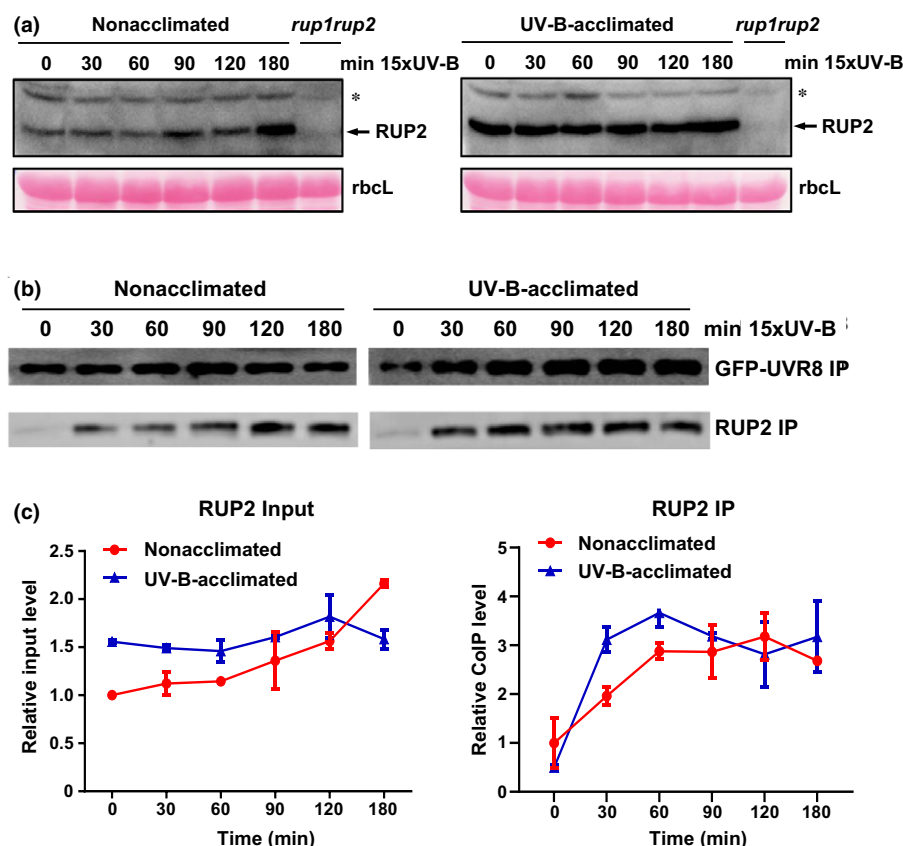 (a) Nonacclimated rup1rup2 UV-B-acclimated rup1rup2
0 30 60 90 120 180 min 15xUV-B 0 30 60 90 120 180 min 15xUV-B
* *
RUP2 RUP2
rbcL rbcL
(b) Nonacclimated UV-B-acclimated
0 30 60 90 120 180 0 30 60 90 120 180 min 15xUV-B
GFP-UVR8 IP
RUP2 IP
(c) RUP2 Input
Nonacclimated
UV-B-acclimated
Relative input level
2.5
2.0
1.5
1.0
0.5
0
0 30 60 90 120 180
Time (min)
RUP2 IP
Nonacclimated
UV-B-acclimated
Relative CoIP level
5
4
3
2
1
0
0 30 60 90 120 180
Time (min)